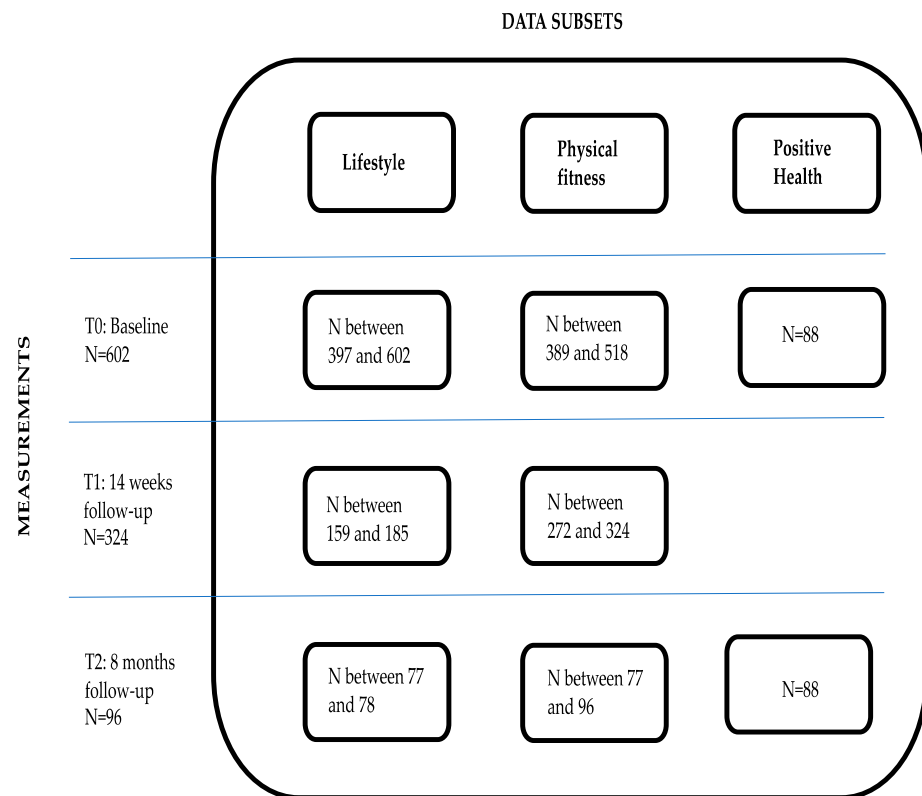 DATA SUBSETS
Lifestyle
Physical
fitness
Positive
Health
MEASUREMENTS
T0: Baseline
N=602
N between
397 and 602
N between
389 and 518
N=88
T1: 14 weeks
follow-up
N=324
N between
159 and 185
N between
272 and 324
T2: 8 months
follow-up
N=96
N between 77
and 78
N between 77
and 96
N=88